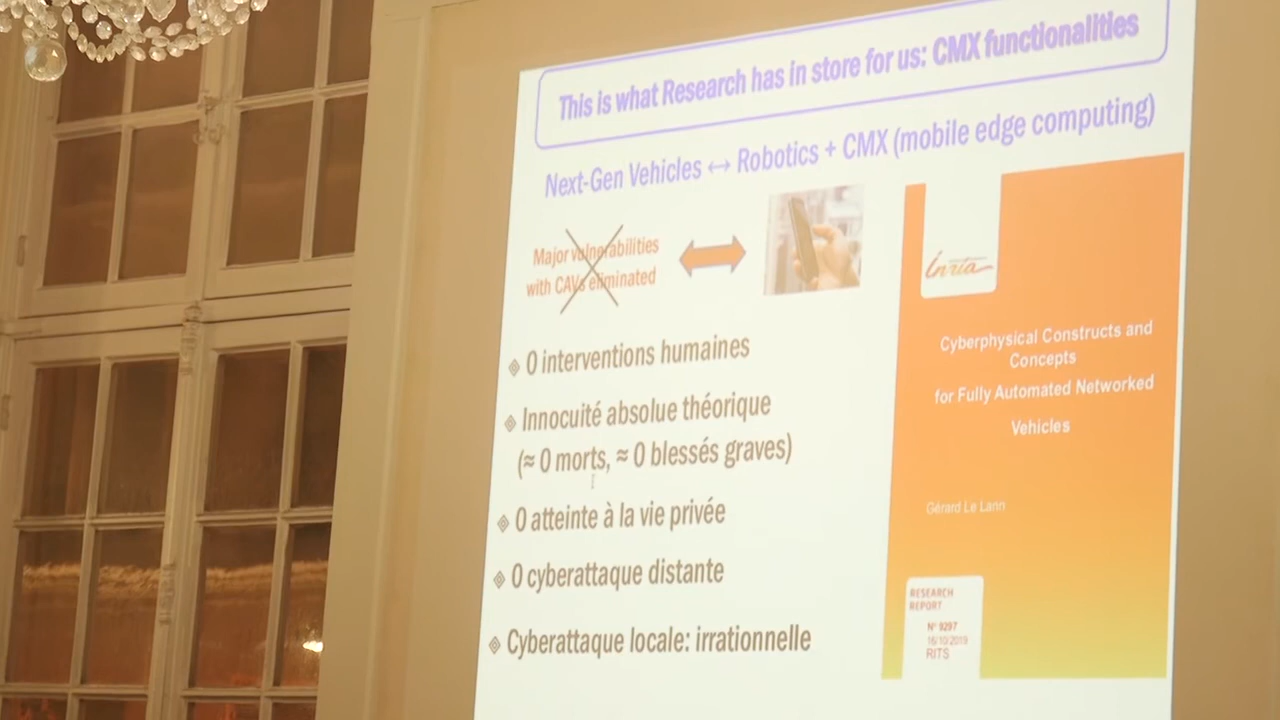 This is what Research has in store for us: CMX functionalities
Next-Gen Vehicles ↔ Robotics + CMX (mobile edge computing)
Major vulnerabilities
with CAVs eliminated
0 interventions humaines
Innocuité absolue théorique
(≈ 0 morts, ≈ 0 blessés graves)
0 atteinte à la vie privée
0 cyberattaque distante
Cyberattaque locale: irrationnelle
Inria
Cyberphysical Constructs and
Concepts
for Fully Automated Networked
Vehicles
Gérard Le Lann
RESEARCH
REPORT
N° 9297
16/10/2019
RITS